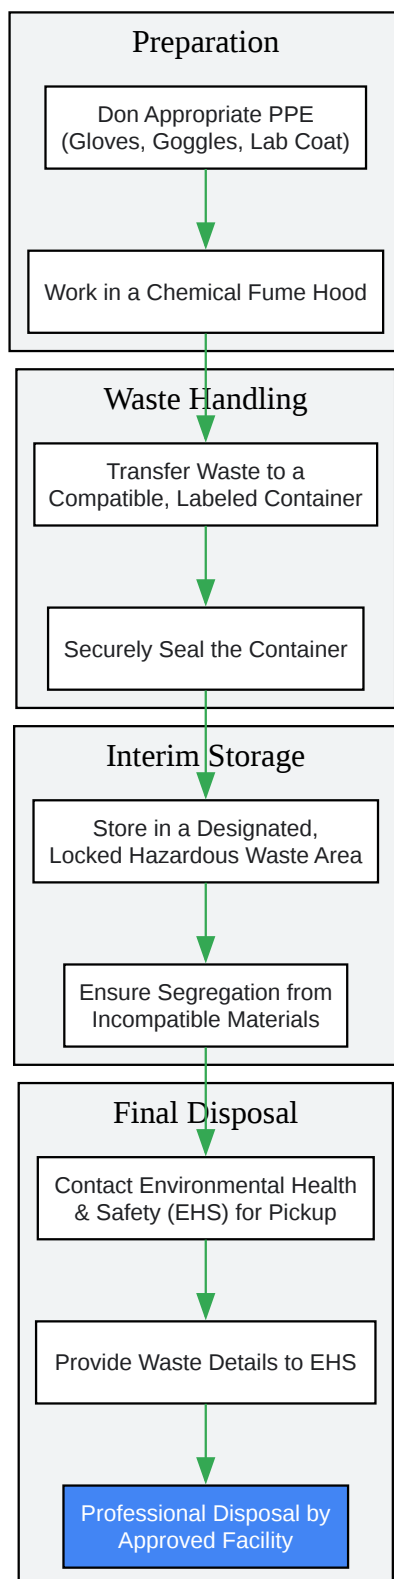 Preparation
Don Appropriate PPE
(Gloves, Goggles, Lab Coat)
Work in a Chemical Fume Hood
Waste Handling
Transfer Waste to a
Compatible, Labeled Container
Securely Seal the Container
Interim Storage
Store in a Designated,
Locked Hazardous Waste Area
Ensure Segregation from
Incompatible Materials
Final Disposal
Contact Environmental Health
& Safety (EHS) for Pickup
Provide Waste Details to EHS
Professional Disposal by
Approved Facility